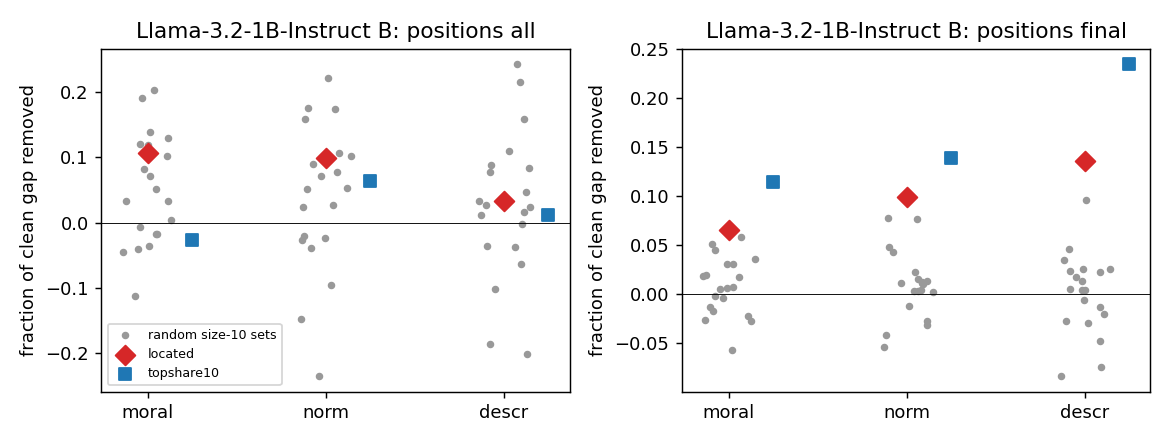 Llama-3.2-1B-Instruct B: positions all
fraction of clean gap removed
0.2
0.1
0.0
−0.1
−0.2
random size-10 sets
located
topshare10
moral
norm
descr
Llama-3.2-1B-Instruct B: positions final
fraction of clean gap removed
0.25
0.20
0.15
0.10
0.05
0.00
−0.05
moral
norm
descr